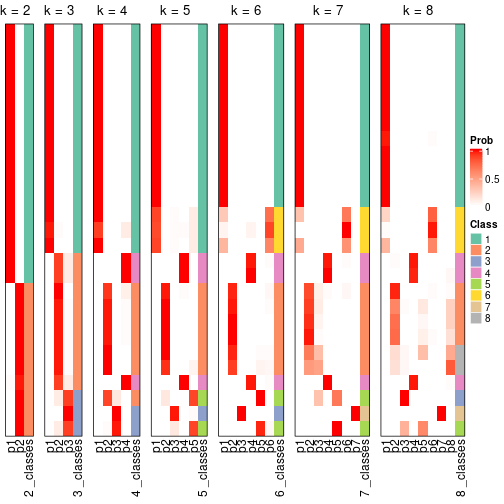 k = 2 k = 3 k = 4 k = 5 k = 6 k = 7 k = 8
Prob
1
0.5
0
Class
1
2
3
4
5
6
7
8
p1 p2 2_classes p1 p2 p3 3_classes p1 p2 p3 p4 4_classes p1 p2 p3 p4 p5 5_classes p1 p2 p3 p4 p5 p6 6_classes p1 p2 p3 p4 p5 p6 p7 7_classes p1 p2 p3 p4 p5 p6 p7 p8 8_classes